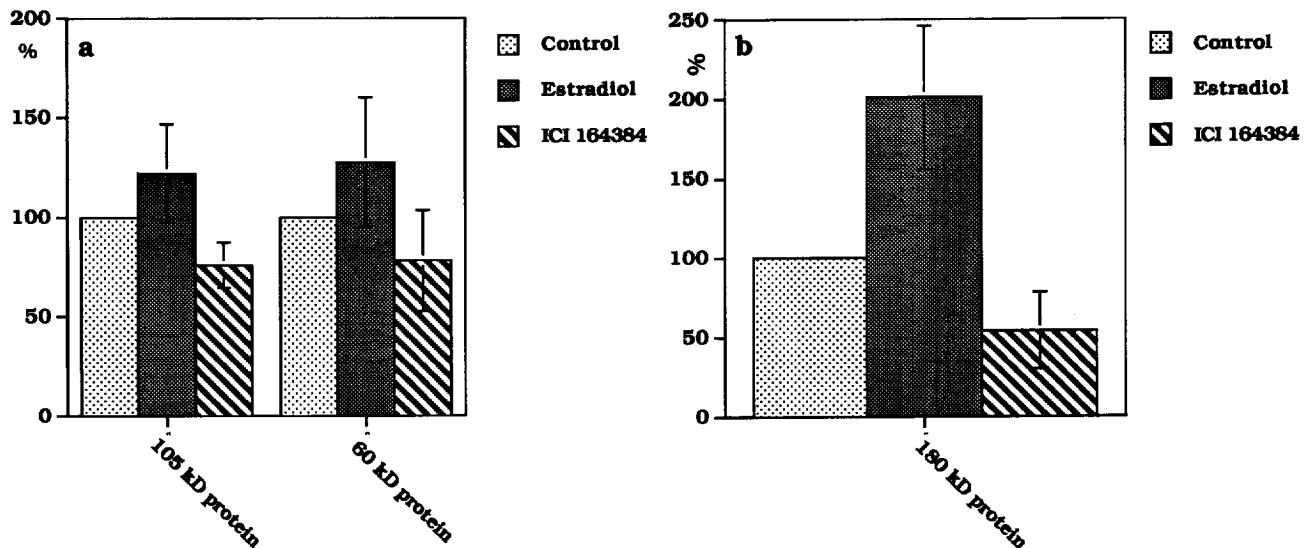 a
%
200
150
100
50
0
105 kD protein
60 kD protein
Control
Estradiol
ICI 164384
b
%
250
200
150
100
50
0
180 kD protein
Control
Estradiol
ICI 164384